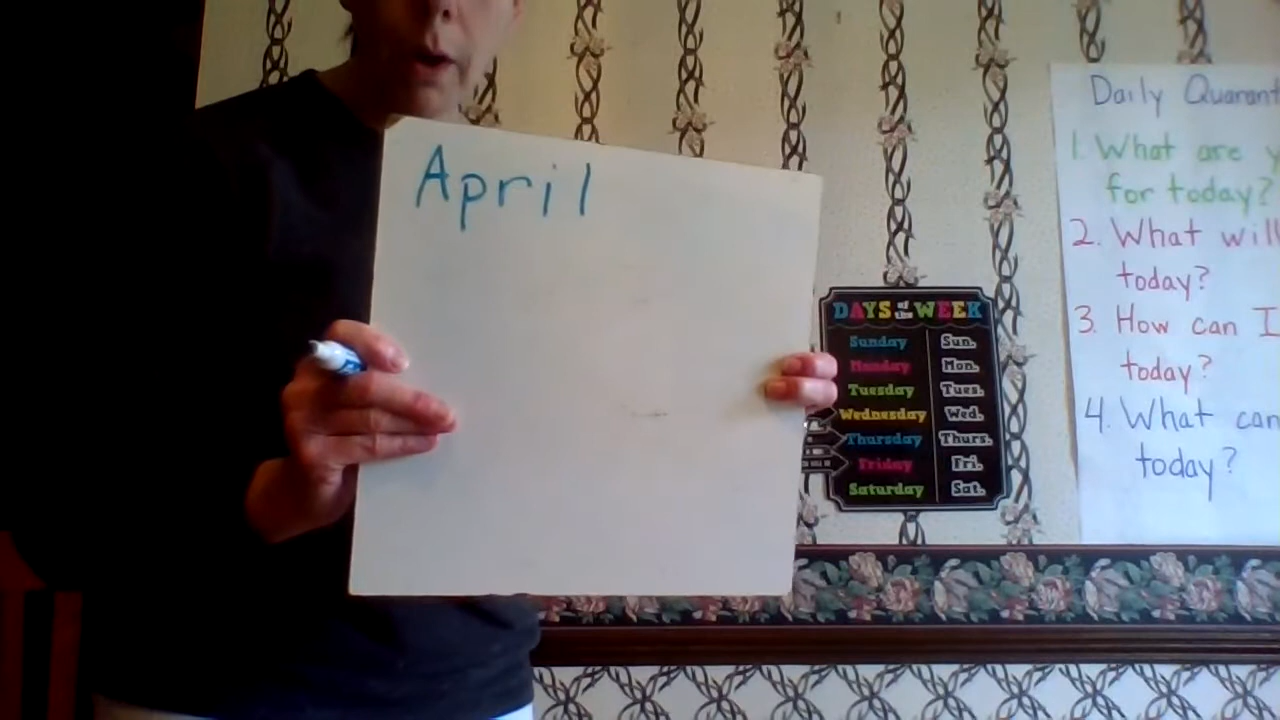 April
DAYS of the WEEK
Sunday Sun.
Monday Mon.
Tuesday Tues.
Wednesday Wed.
Thursday Thurs.
Friday Fri.
Saturday Sat.
Daily Quarant
1. What are y
for today?
2. What will
today?
3. How can I
today?
4. What can
today?